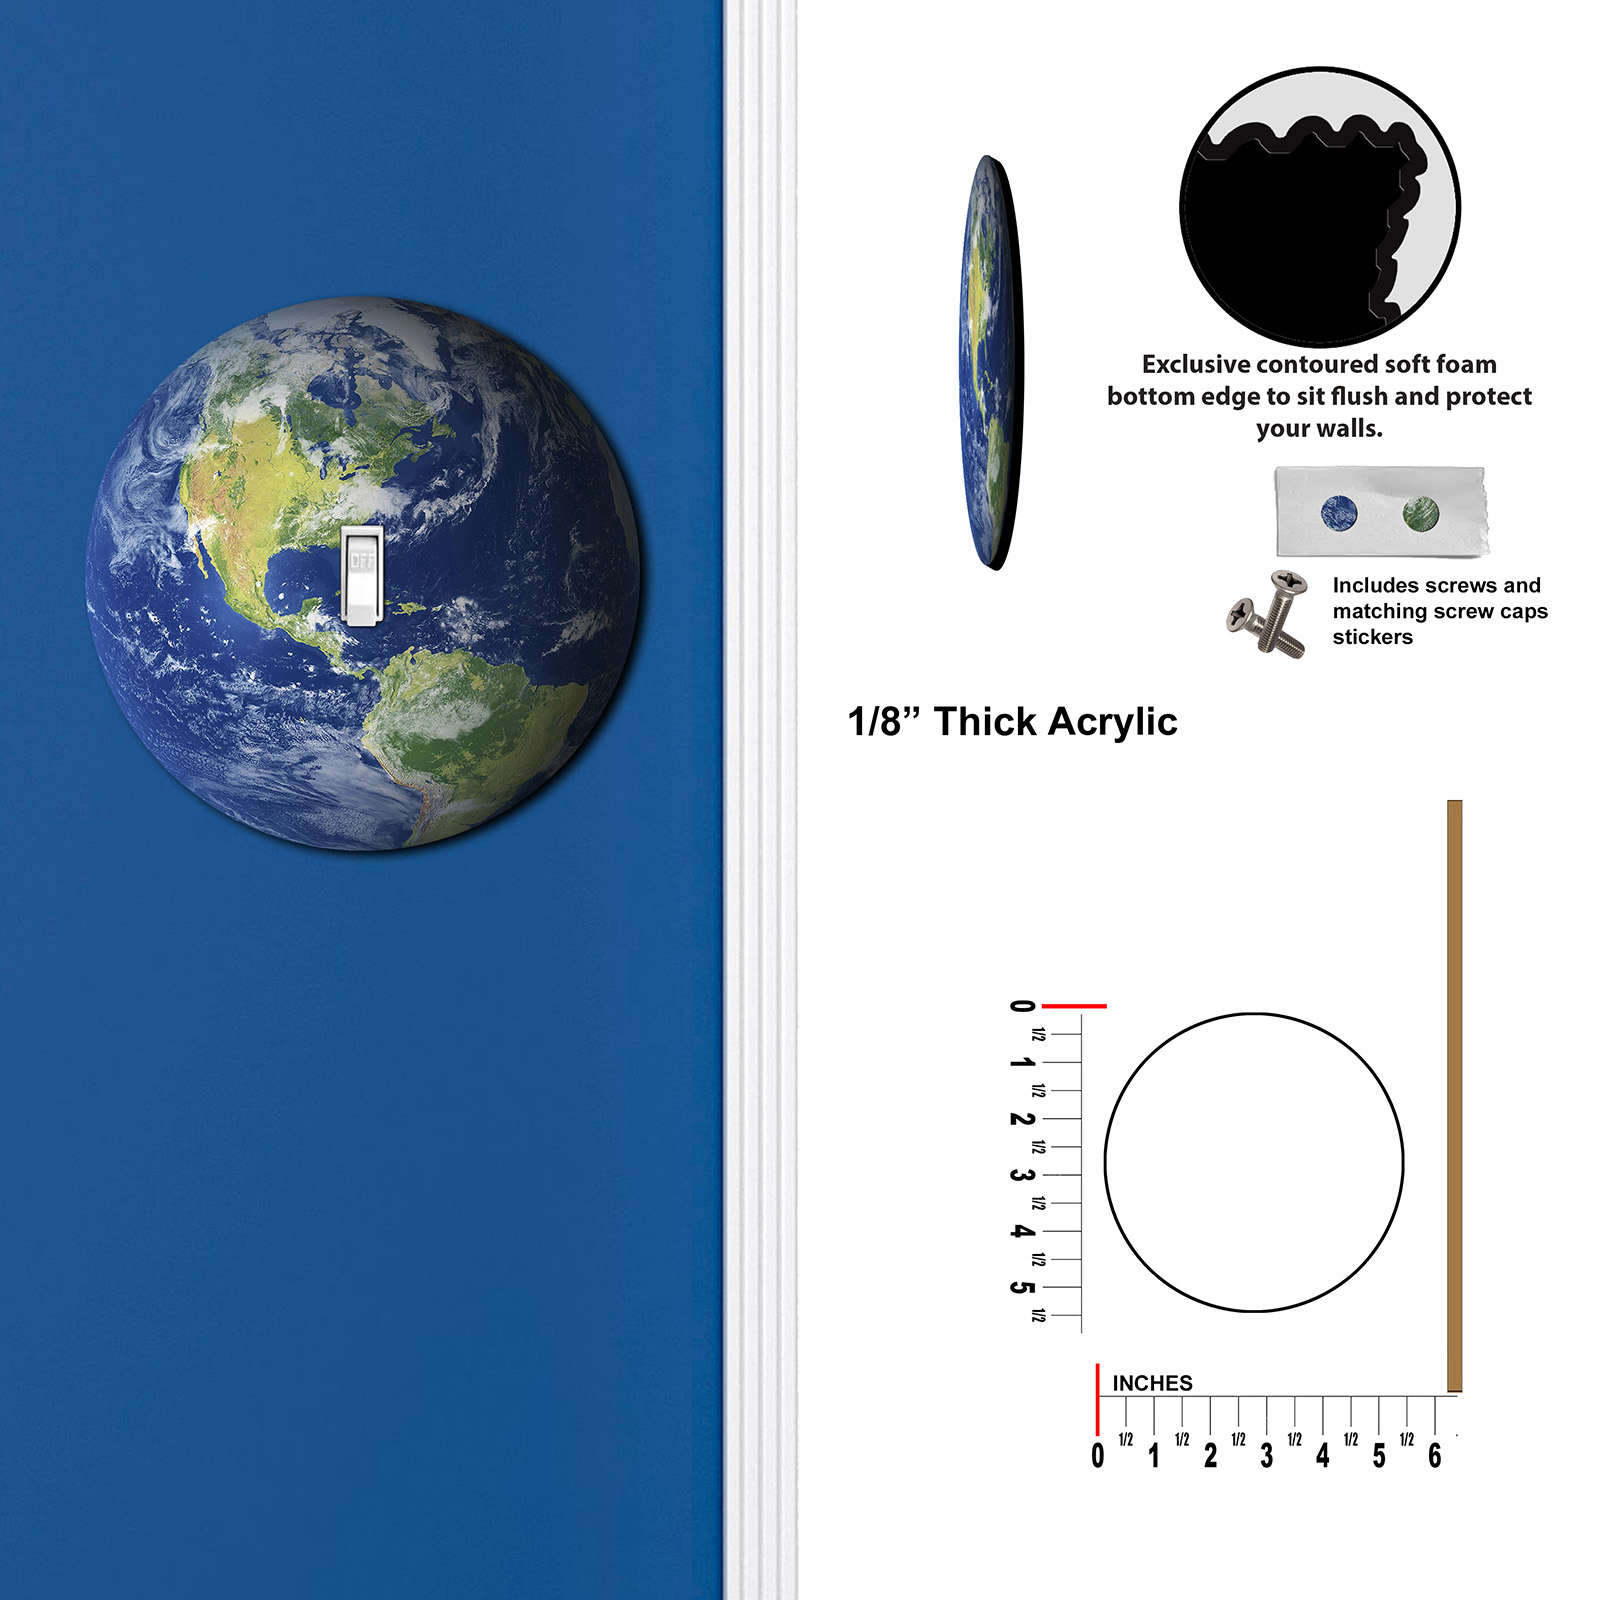 OFF
Exclusive contoured soft foam
bottom edge to sit flush and protect
your walls.
Includes screws and
matching screw caps
stickers
1/8” Thick Acrylic
0
1/2
1
1/2
2
1/2
3
1/2
4
1/2
5
1/2
INCHES
0 1/2 1 1/2 2 1/2 3 1/2 4 1/2 5 1/2 6